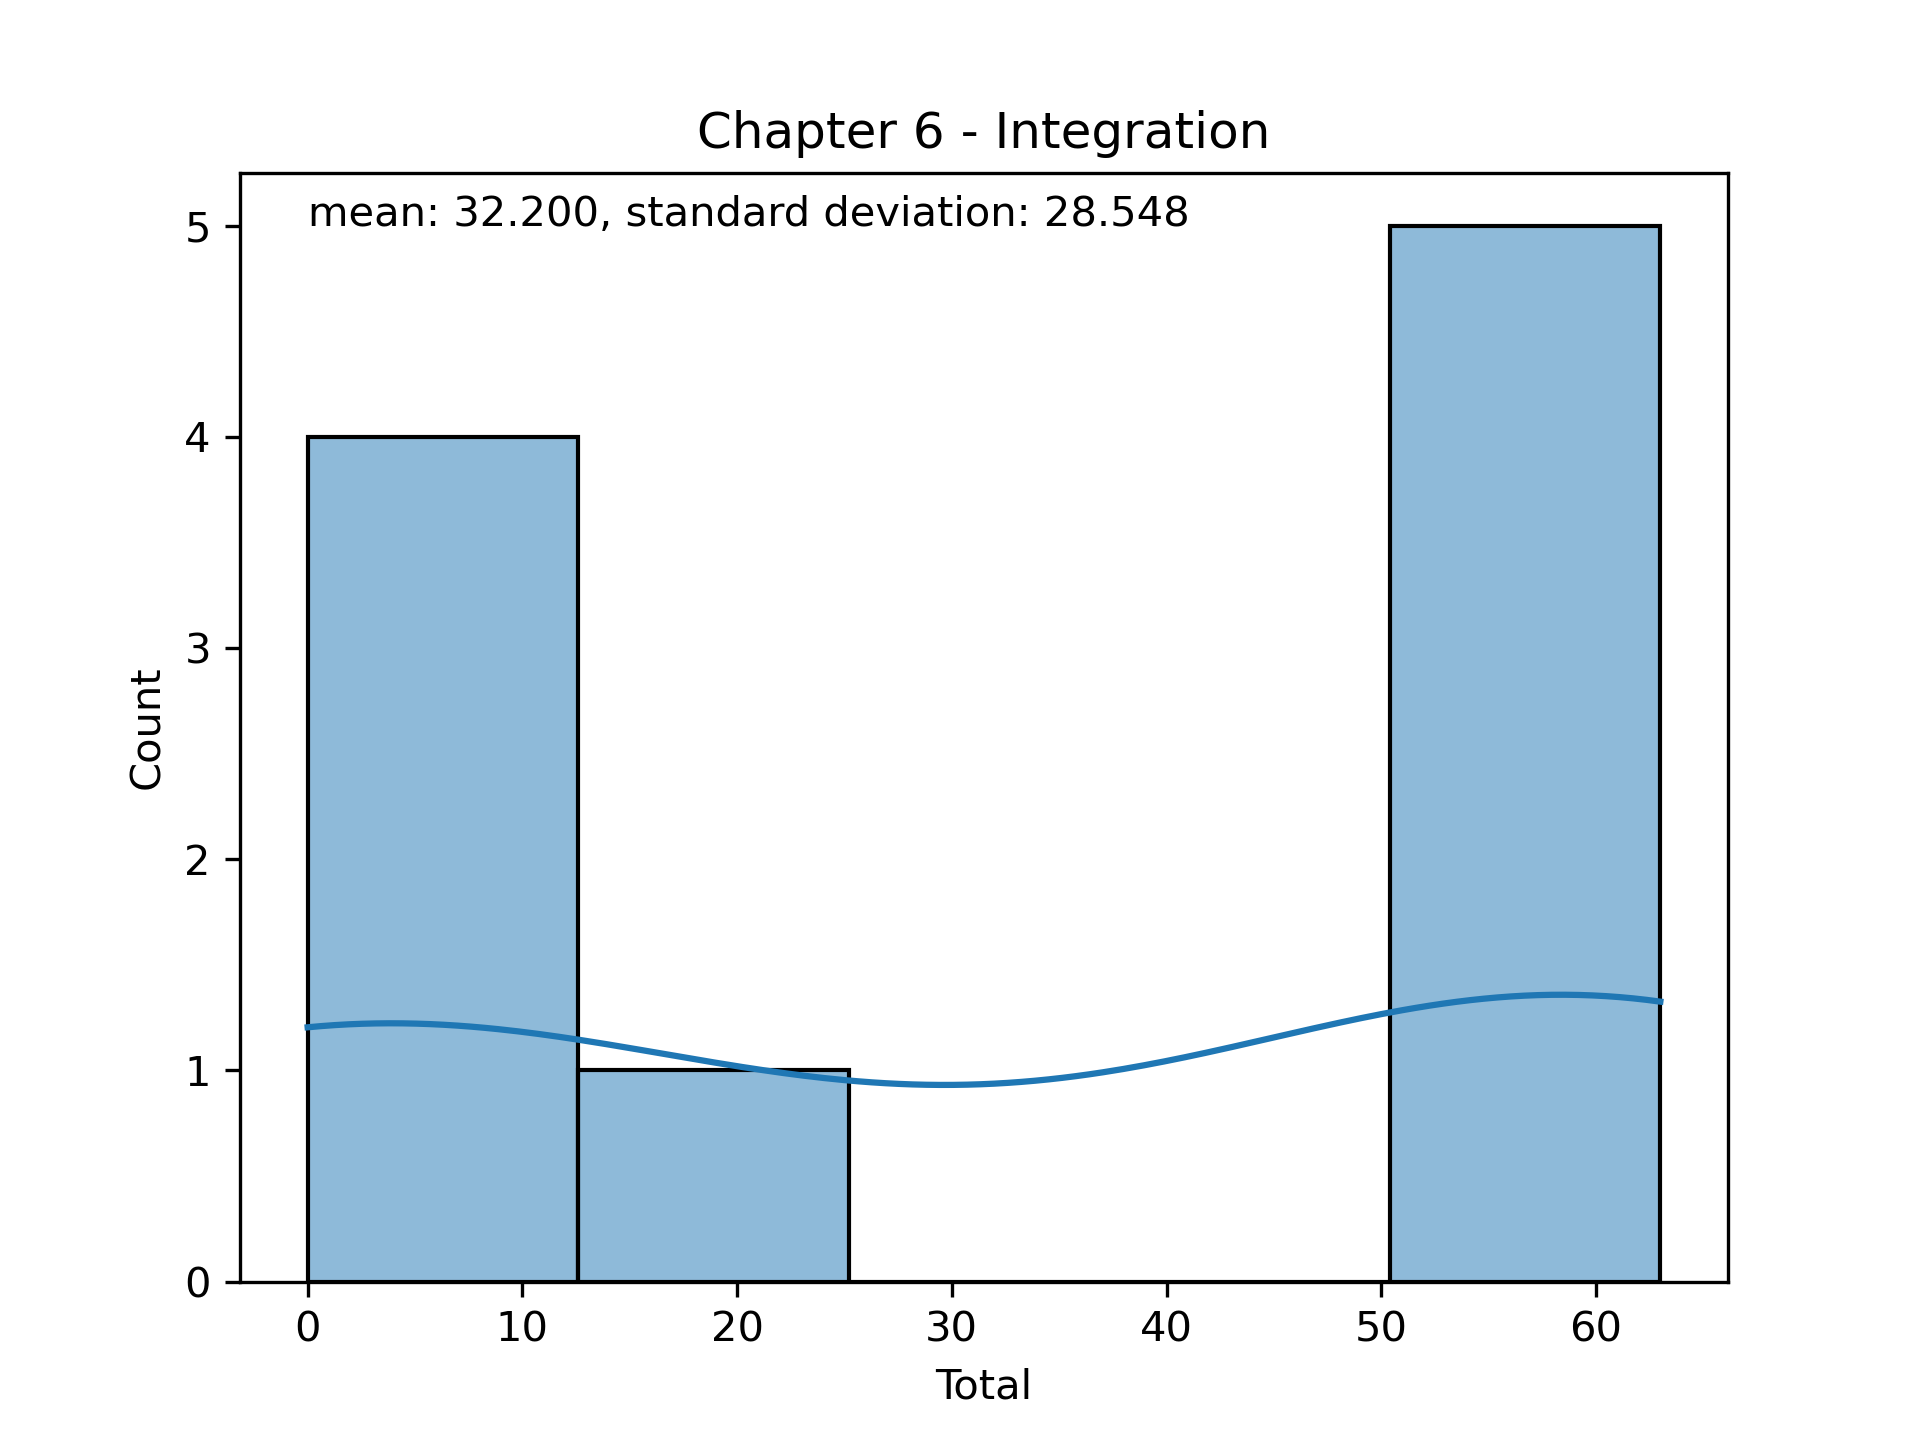 Chapter 6 - Integration
mean: 32.200, standard deviation: 28.548
5
4
3
2
1
0
Count
0 10 20 30 40 50 60
Total